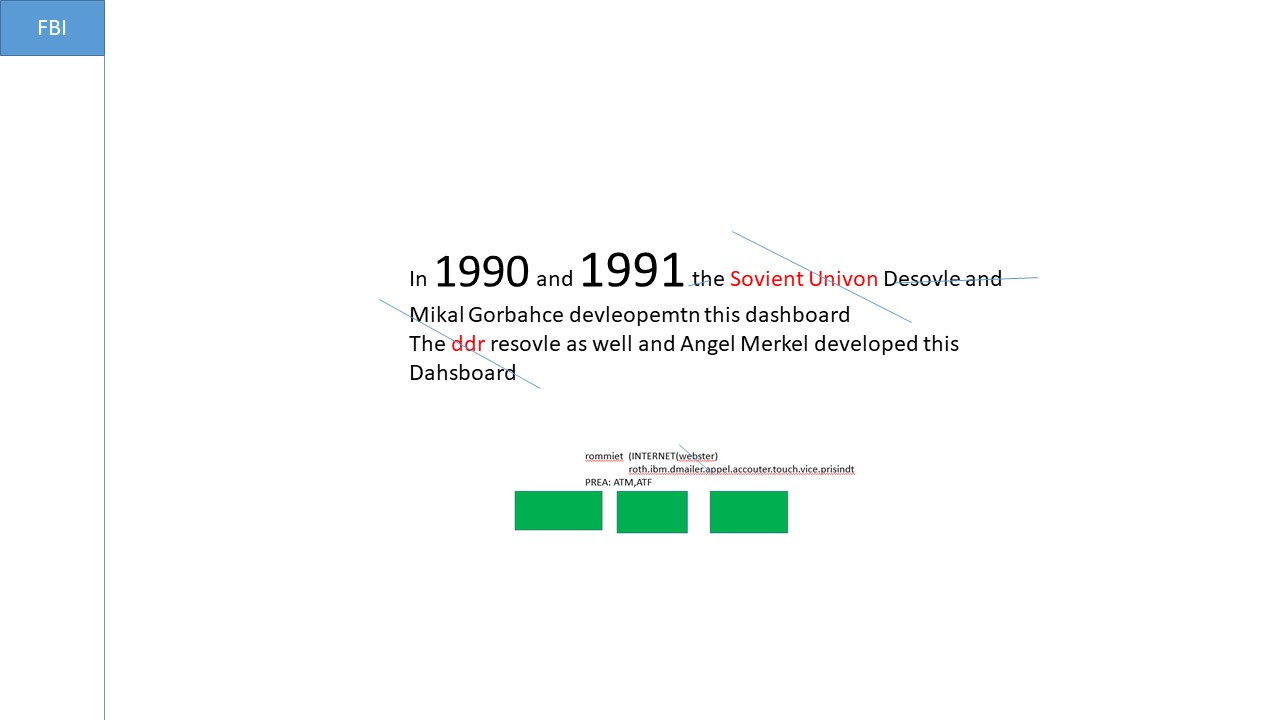 FBI
In 1990 and 1991 the Sovient Univon Desovle and
Mikal Gorbahce devleopemtn this dashboard
The ddr resovle as well and Angel Merkel developed this
Dahsboard
rommiet (INTERNET(webster)
roth.ibm.dmailer.appel.accouter.touch.vice.prisindt
PREA: ATM,ATF